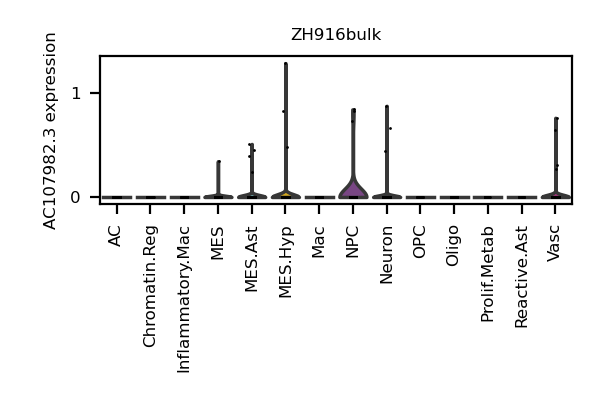 ZH916bulk
AC107982.3 expression
1
0
AC
Chromatin.Reg
Inflammatory.Mac
MES
MES.Ast
MES.Hyp
Mac
NPC
Neuron
OPC
Oligo
Prolif.Metab
Reactive.Ast
Vasc